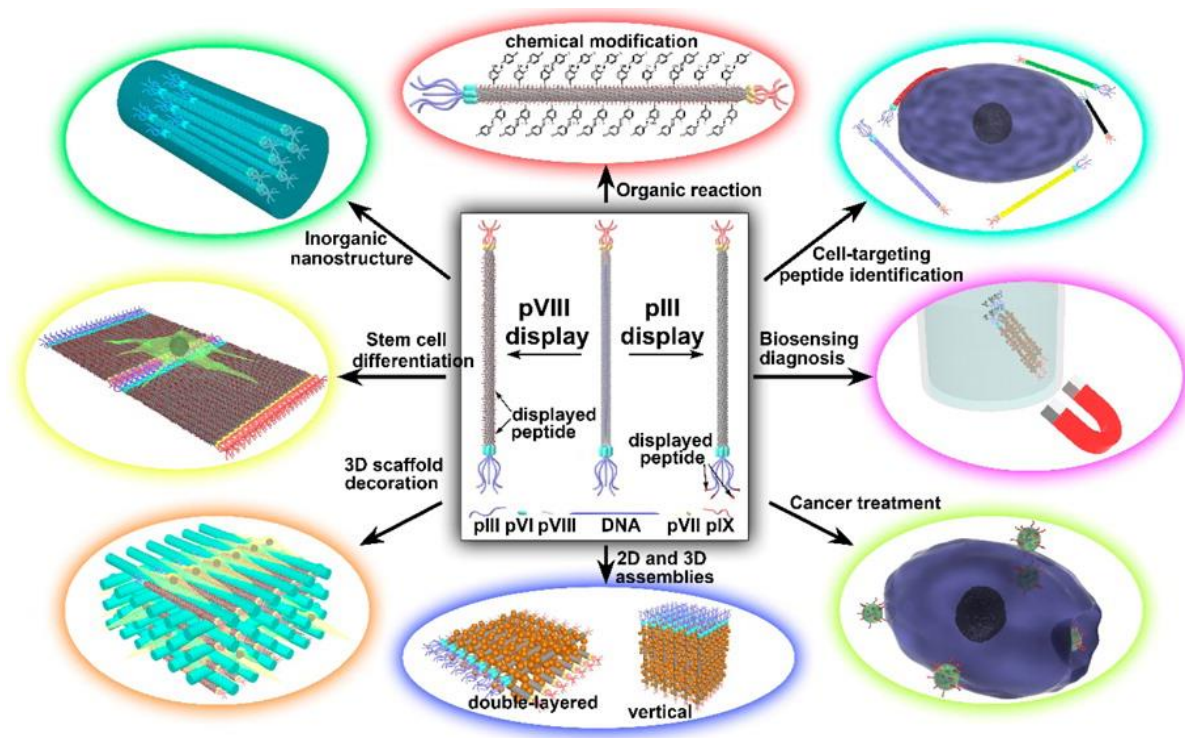 chemical modification
Organic reaction
Inorganic
nanostructure
Cell-targeting
peptide identification
pVIII
display
pIII
display
Stem cell
differentiation
Biosensing
diagnosis
displayed
peptide
displayed
peptide
3D scaffold
decoration
Cancer treatment
pIII pVI pVIII DNA pVII pIX
2D and 3D
assemblies
double-layered
vertical